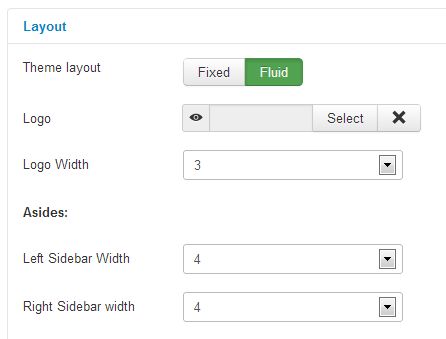 Layout
Theme layout Fixed Fluid
Logo Select
Logo Width 3
Asides:
Left Sidebar Width 4
Right Sidebar width 4